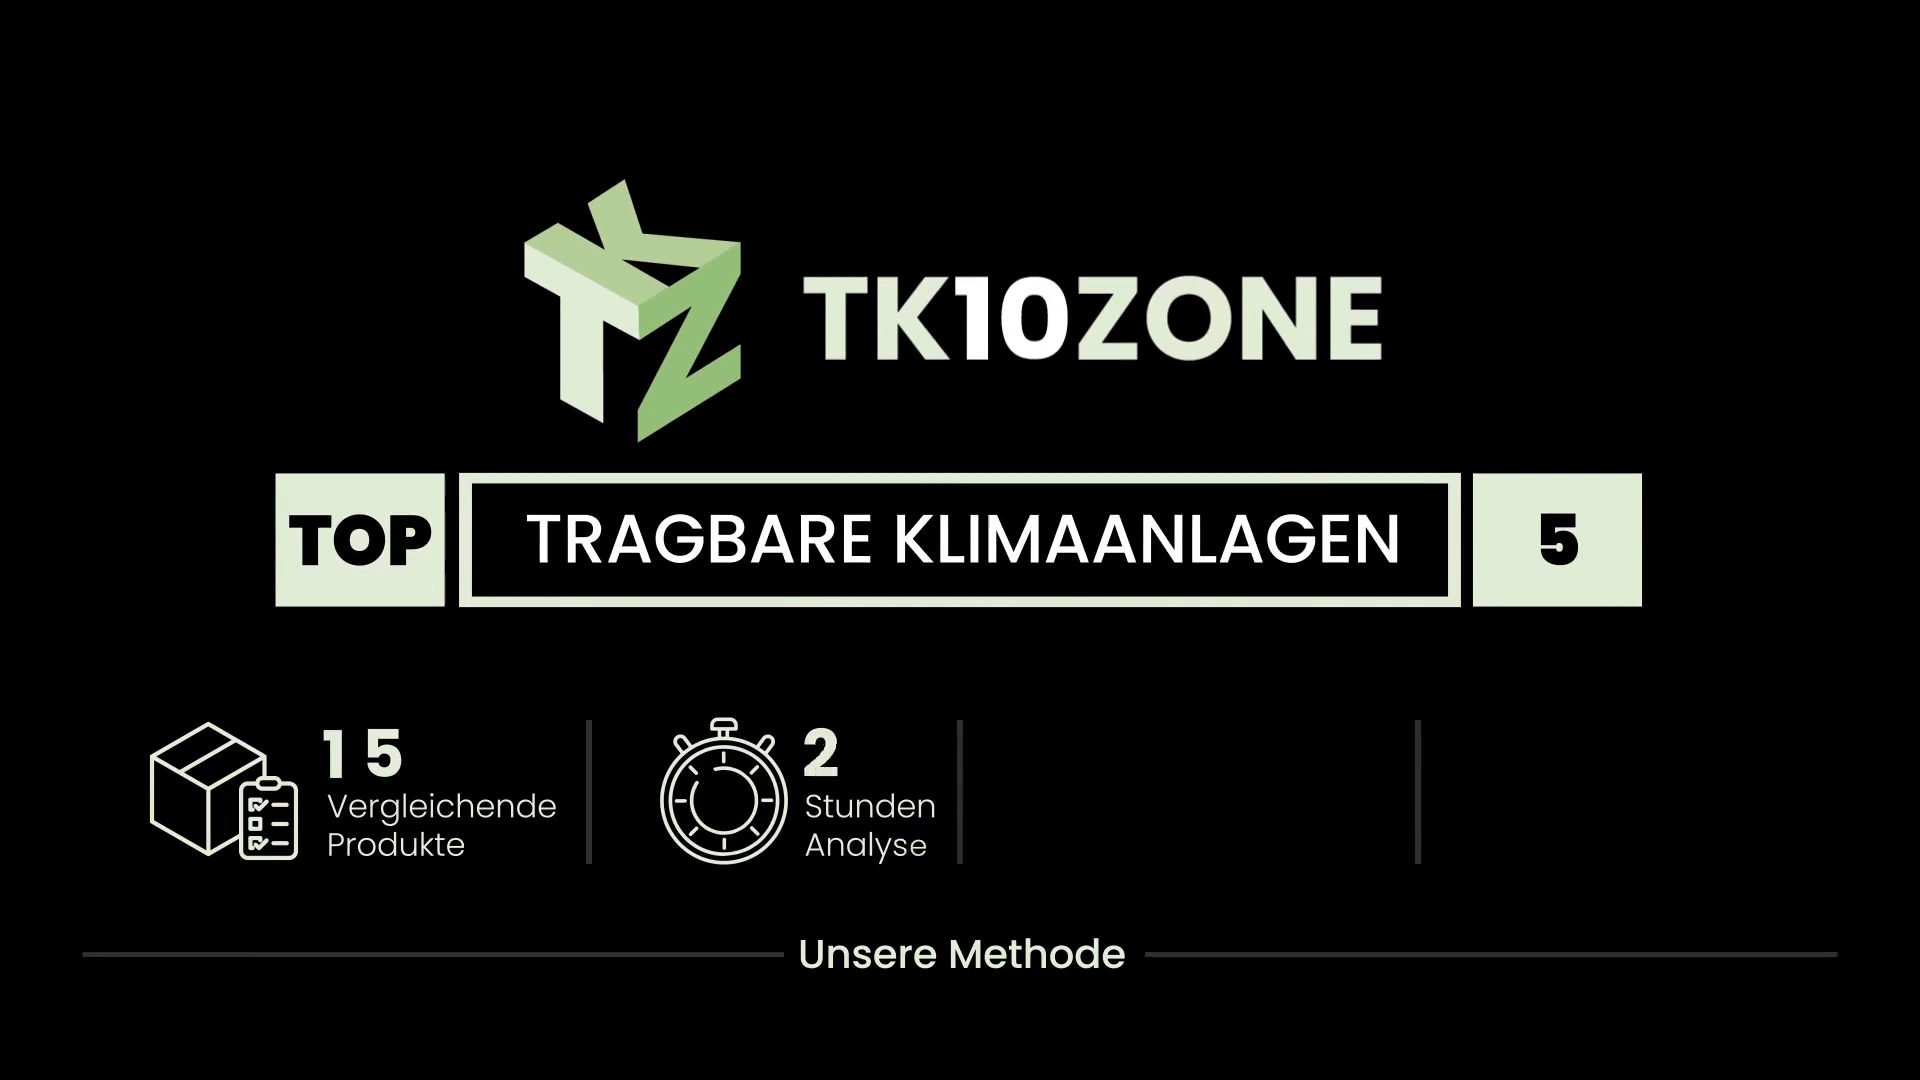 TK10ZONE
TOP TRAGBARE KLIMAANLAGEN 5
15
Vergleichende
Produkte
2
Stunden
Analyse
Unsere Methode